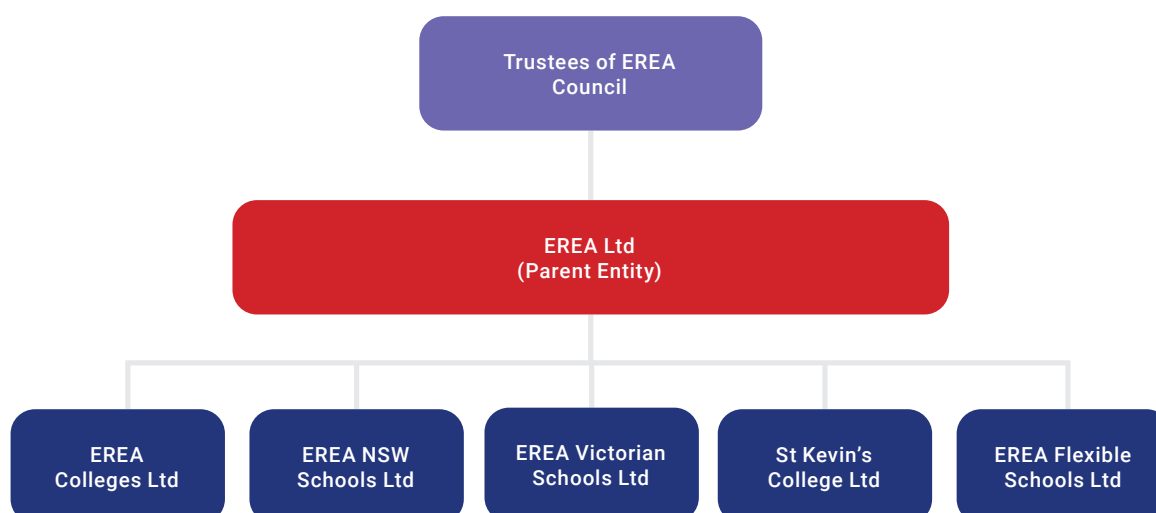 Trustees of EREA
Council
EREA Ltd
(Parent Entity)
EREA
Colleges Ltd
EREA NSW
Schools Ltd
EREA Victorian
Schools Ltd
St Kevin’s
College Ltd
EREA Flexible
Schools Ltd